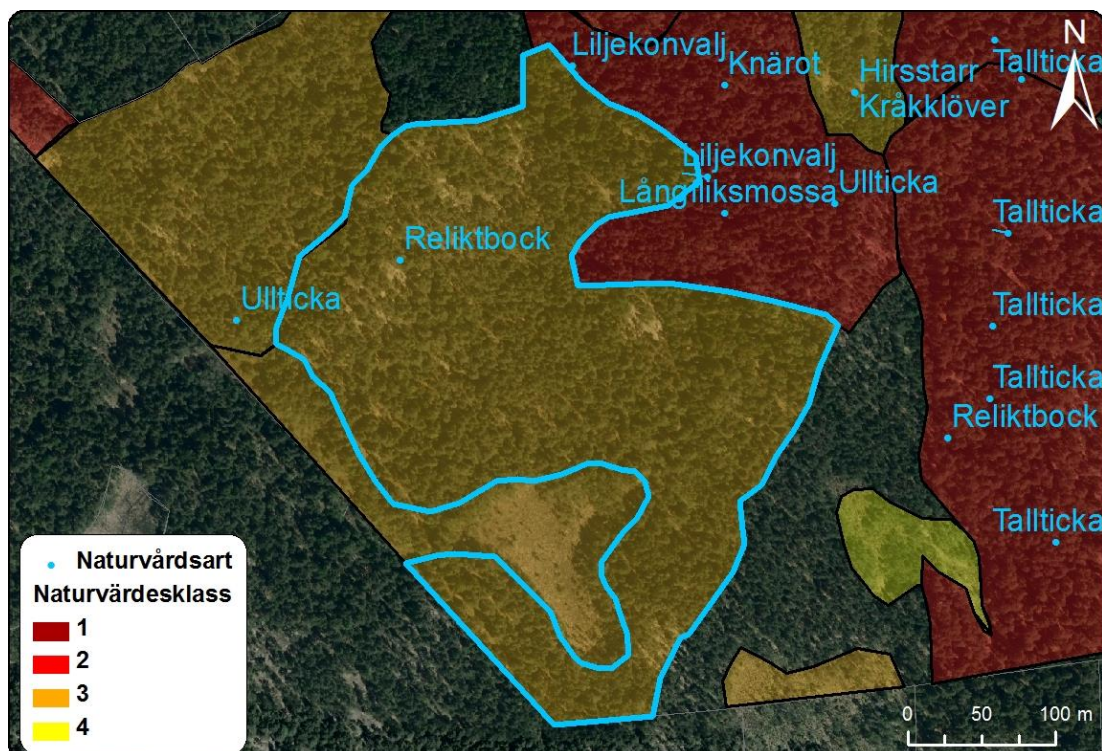 Liljekonvalj
Knärot
Hirsstarr
Kråkklöver
Tallticka
N
Liljekonvalj
Långfliksmossa
Ullticka
Tallticka
Reliktbock
Ullticka
Tallticka
Tallticka
Reliktbock
Tallticka
Naturvårdsart
Naturvärdesklass
1
2
3
4
0 50 100 m